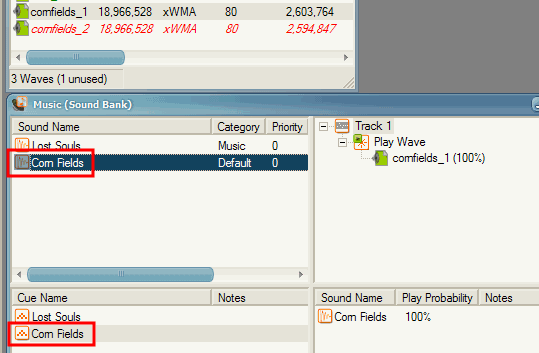 cornfields_1 18,966,528 xWMA 80 2,603,764
cornfields_2 18,966,528 xWMA 80 2,594,847
3 Waves (1 unused)
Music (Sound Bank)
Sound Name Category Priority
Lost Souls Music 0
Corn Fields Default 0
Track 1
Play Wave
cornfields_1 (100%)
Cue Name Notes
Lost Souls
Corn Fields
Sound Name Play Probability Notes
Corn Fields 100%